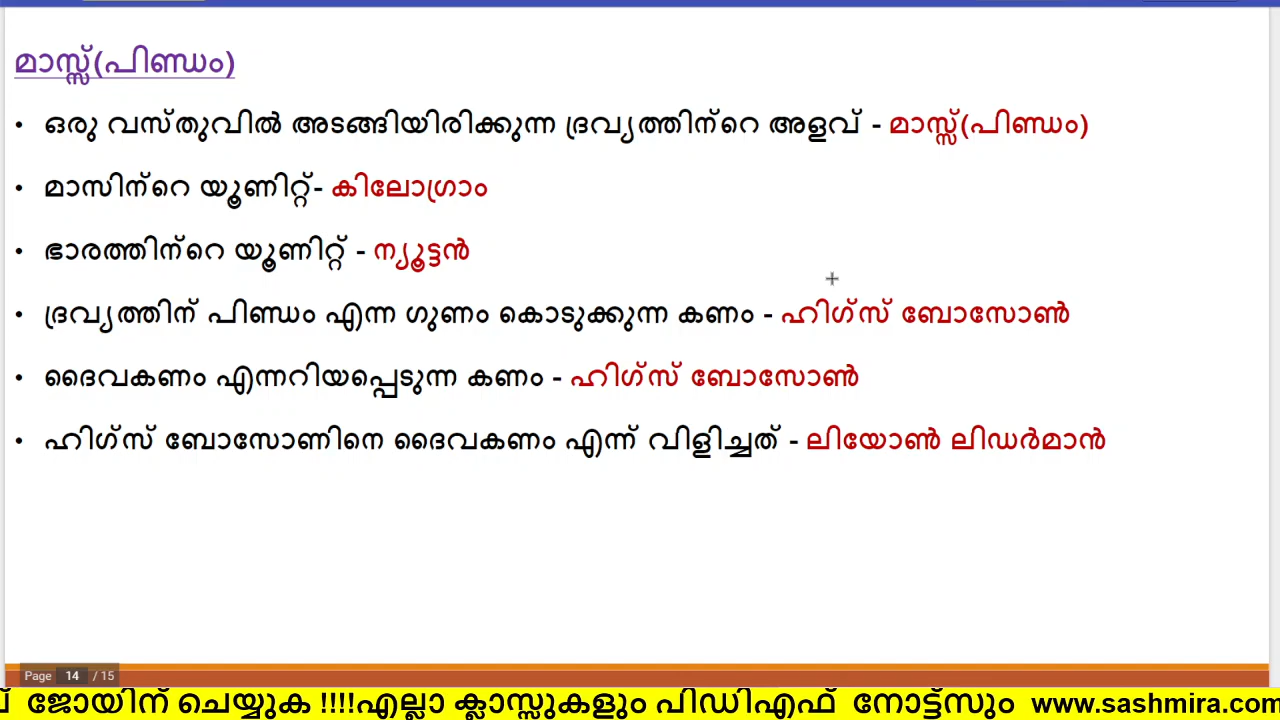 മാസ്സ്(പിണ്ഡം)
• ഒരു വസ്തുവിൽ അടങ്ങിയിരിക്കുന്ന ദ്രവ്യത്തിന്റെ അളവ് - മാസ്സ്(പിണ്ഡം)
• മാസിന്റെ യൂണിറ്റ്- കിലോഗ്രാം
• ഭാരത്തിന്റെ യൂണിറ്റ് - ന്യൂട്ടൻ
• ദ്രവ്യത്തിന് പിണ്ഡം എന്ന ഗുണം കൊടുക്കുന്ന കണം - ഹിഗ്സ് ബോസോൺ
• ദൈവകണം എന്നറിയപ്പെടുന്ന കണം - ഹിഗ്സ് ബോസോൺ
• ഹിഗ്സ് ബോസോണിനെ ദൈവകണം എന്ന് വിളിച്ചത് - ലിയോൺ ലിഡർമാൻ
Page 14 / 15
ജോയിന് ചെയ്യുക !!!!എല്ലാ ക്ലാസ്സുകളും പിഡിഎഫ് നോട്ട്സും www.sashmira.com